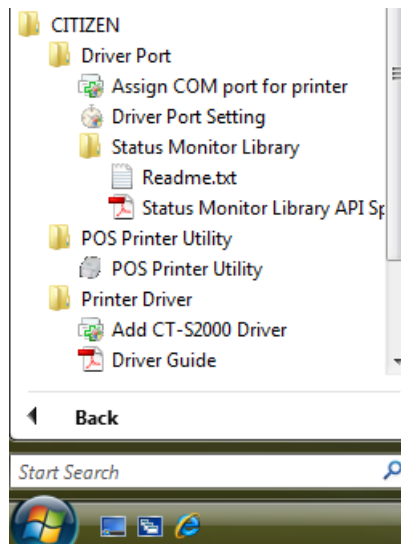 CITIZEN
Driver Port
Assign COM port for printer
Driver Port Setting
Status Monitor Library
Readme.txt
Status Monitor Library API Sp
POS Printer Utility
POS Printer Utility
Printer Driver
Add CT-S2000 Driver
Driver Guide
Back
Start Search